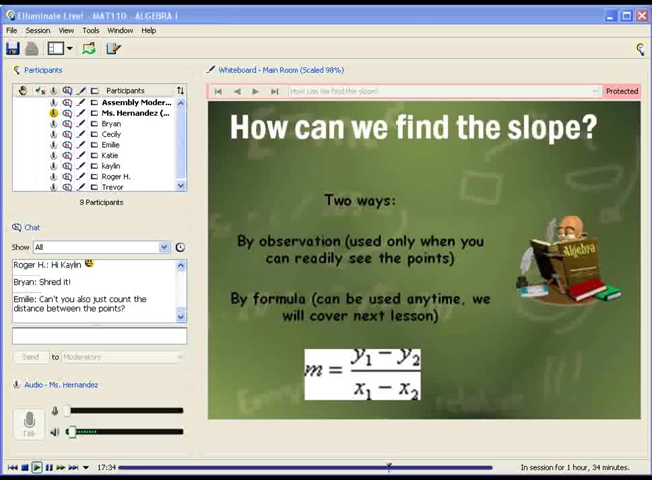 Elluminate Live! - MAT110 - ALGEBRA I
File Session View Tools Window Help
Participants
Participants
Assembly Moder...
Ms. Hernandez (...
Bryan
Cecily
Emilie
Katie
kaylin
Roger H.
Trevor
9 Participants
Chat
Show All
Roger H.: Hi Kaylin
Bryan: Shred it!
Emilie: Can't you also just count the
distance between the points?
Send to Moderatory
Audio - Ms. Hernandez
Talk
Whiteboard - Main Room (Scaled 98%)
How can we find the slope?
Protected
How can we find the slope?
Two ways:
By observation (used only when you
can readily see the points)
By formula (can be used anytime, we
will cover next lesson)
m = y₁ − y₂ / x₁ − x₂
Algebra
17:34
In session for 1 hour, 34 minutes.